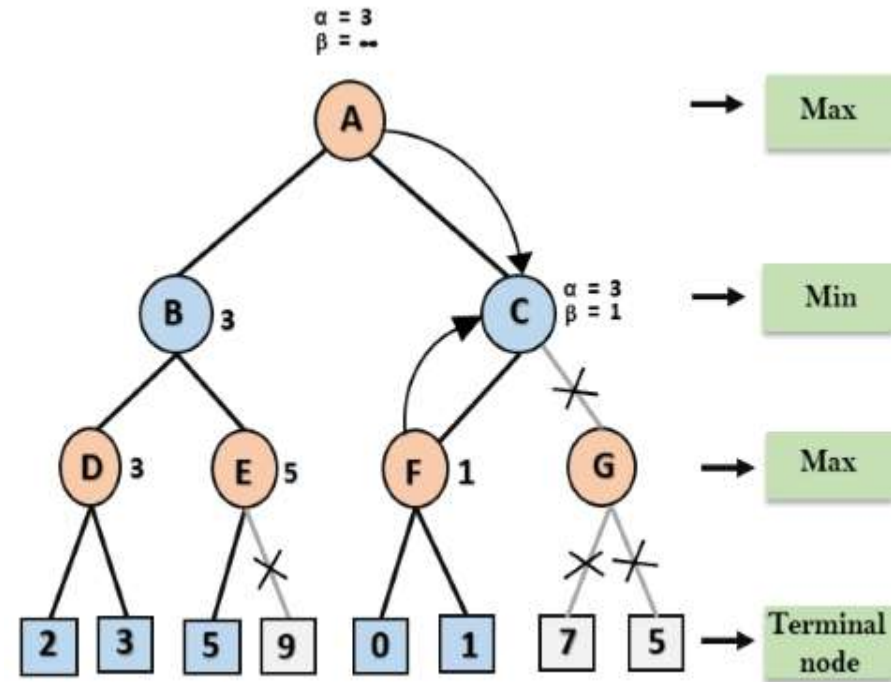 α = 3
β = ∞
A
Max
B 3
C
α = 3
β = 1
Min
D 3
E 5
F 1
G
Max
2 3 5 9 0 1 7 5
Terminal
node